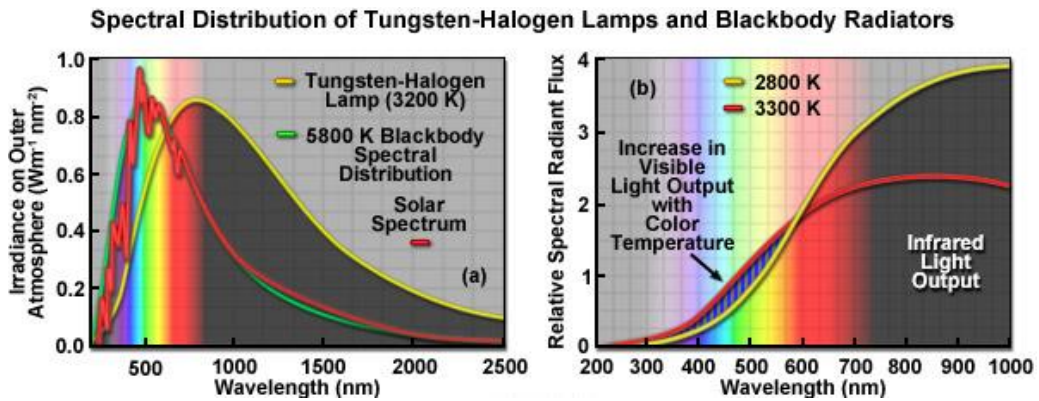 Spectral Distribution of Tungsten-Halogen Lamps and Blackbody Radiators
Irradiance on Outer
Atmosphere (Wm-1 nm-2)
1.0
0.8
0.6
0.4
0.2
0.0
Tungsten-Halogen
Lamp (3200 K)
5800 K Blackbody
Spectral
Distribution
Solar
Spectrum
(a)
500
1000
1500
2000
2500
Wavelength (nm)
Relative Spectral Radiant Flux
4
3
2
1
0
(b)
2800 K
3300 K
Increase in
Visible
Light Output
with
Color
Temperature
Infrared
Light
Output
200
300
400
500
600
700
800
900
1000
Wavelength (nm)